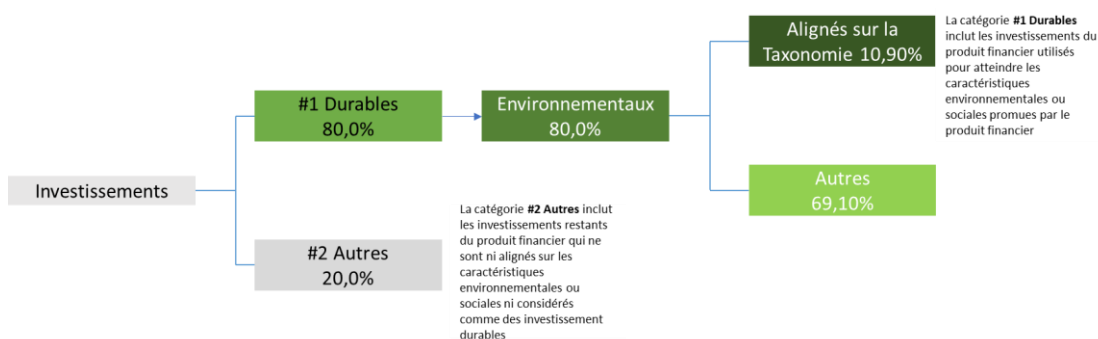 Alignés sur la
Taxonomie 10,90%
La catégorie #1 Durables
inclut les investissements du
produit financier utilisés
pour atteindre les
caractéristiques
environnementales ou
sociales promues par le
produit financier
#1 Durables
80,0%
Environnementaux
80,0%
Investissements
Autres
69,10%
#2 Autres
20,0%
La catégorie #2 Autres inclut
les investissements restants
du produit financier qui ne
sont ni alignés sur les
caractéristiques
environnementales ou
sociales ni considérés
comme des investissement
durables